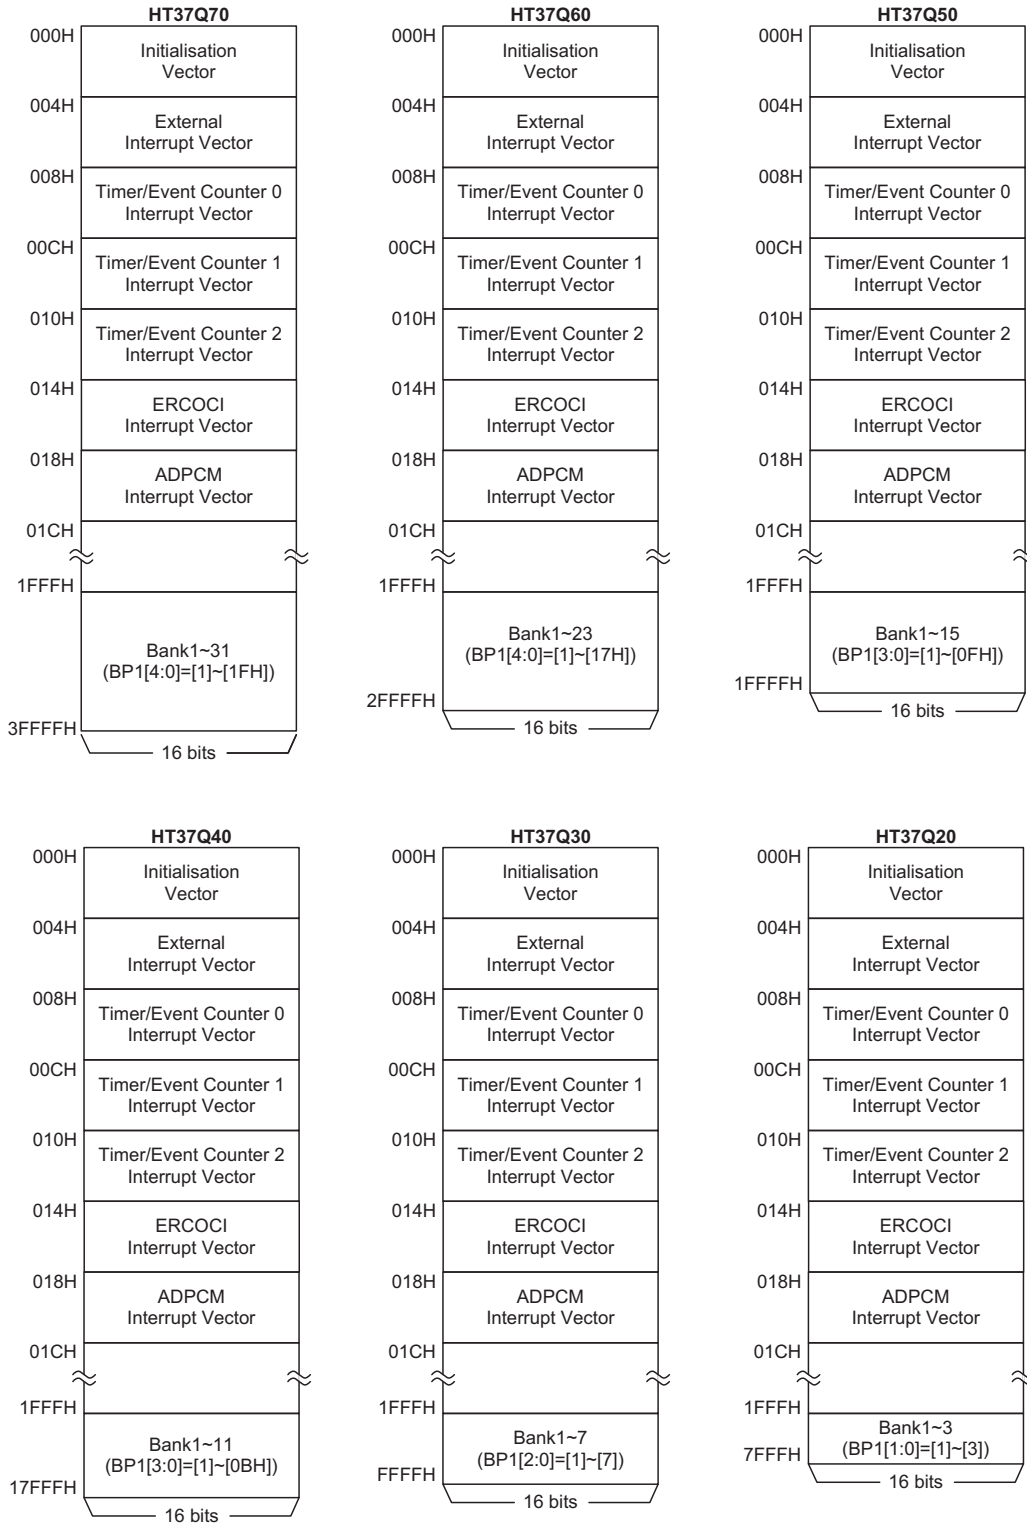 HT37Q70
000H
Initialisation
Vector
004H
External
Interrupt Vector
008H
Timer/Event Counter 0
Interrupt Vector
00CH
Timer/Event Counter 1
Interrupt Vector
010H
Timer/Event Counter 2
Interrupt Vector
014H
ERCOCI
Interrupt Vector
018H
ADPCM
Interrupt Vector
01CH
1FFFH
Bank1~31
(BP1[4:0]=[1]~[1FH])
3FFFFH
16 bits
HT37Q60
000H
Initialisation
Vector
004H
External
Interrupt Vector
008H
Timer/Event Counter 0
Interrupt Vector
00CH
Timer/Event Counter 1
Interrupt Vector
010H
Timer/Event Counter 2
Interrupt Vector
014H
ERCOCI
Interrupt Vector
018H
ADPCM
Interrupt Vector
01CH
1FFFH
Bank1~23
(BP1[4:0]=[1]~[17H])
2FFFFH
16 bits
HT37Q50
000H
Initialisation
Vector
004H
External
Interrupt Vector
008H
Timer/Event Counter 0
Interrupt Vector
00CH
Timer/Event Counter 1
Interrupt Vector
010H
Timer/Event Counter 2
Interrupt Vector
014H
ERCOCI
Interrupt Vector
018H
ADPCM
Interrupt Vector
01CH
1FFFH
Bank1~15
(BP1[3:0]=[1]~[0FH])
1FFFFH
16 bits
HT37Q40
000H
Initialisation
Vector
004H
External
Interrupt Vector
008H
Timer/Event Counter 0
Interrupt Vector
00CH
Timer/Event Counter 1
Interrupt Vector
010H
Timer/Event Counter 2
Interrupt Vector
014H
ERCOCI
Interrupt Vector
018H
ADPCM
Interrupt Vector
01CH
1FFFH
Bank1~11
(BP1[3:0]=[1]~[0BH])
17FFFH
16 bits
HT37Q30
000H
Initialisation
Vector
004H
External
Interrupt Vector
008H
Timer/Event Counter 0
Interrupt Vector
00CH
Timer/Event Counter 1
Interrupt Vector
010H
Timer/Event Counter 2
Interrupt Vector
014H
ERCOCI
Interrupt Vector
018H
ADPCM
Interrupt Vector
01CH
1FFFH
Bank1~7
(BP1[2:0]=[1]~[7])
FFFFH
16 bits
HT37Q20
000H
Initialisation
Vector
004H
External
Interrupt Vector
008H
Timer/Event Counter 0
Interrupt Vector
00CH
Timer/Event Counter 1
Interrupt Vector
010H
Timer/Event Counter 2
Interrupt Vector
014H
ERCOCI
Interrupt Vector
018H
ADPCM
Interrupt Vector
01CH
1FFFH
Bank1~3
(BP1[1:0]=[1]~[3])
7FFFH
16 bits